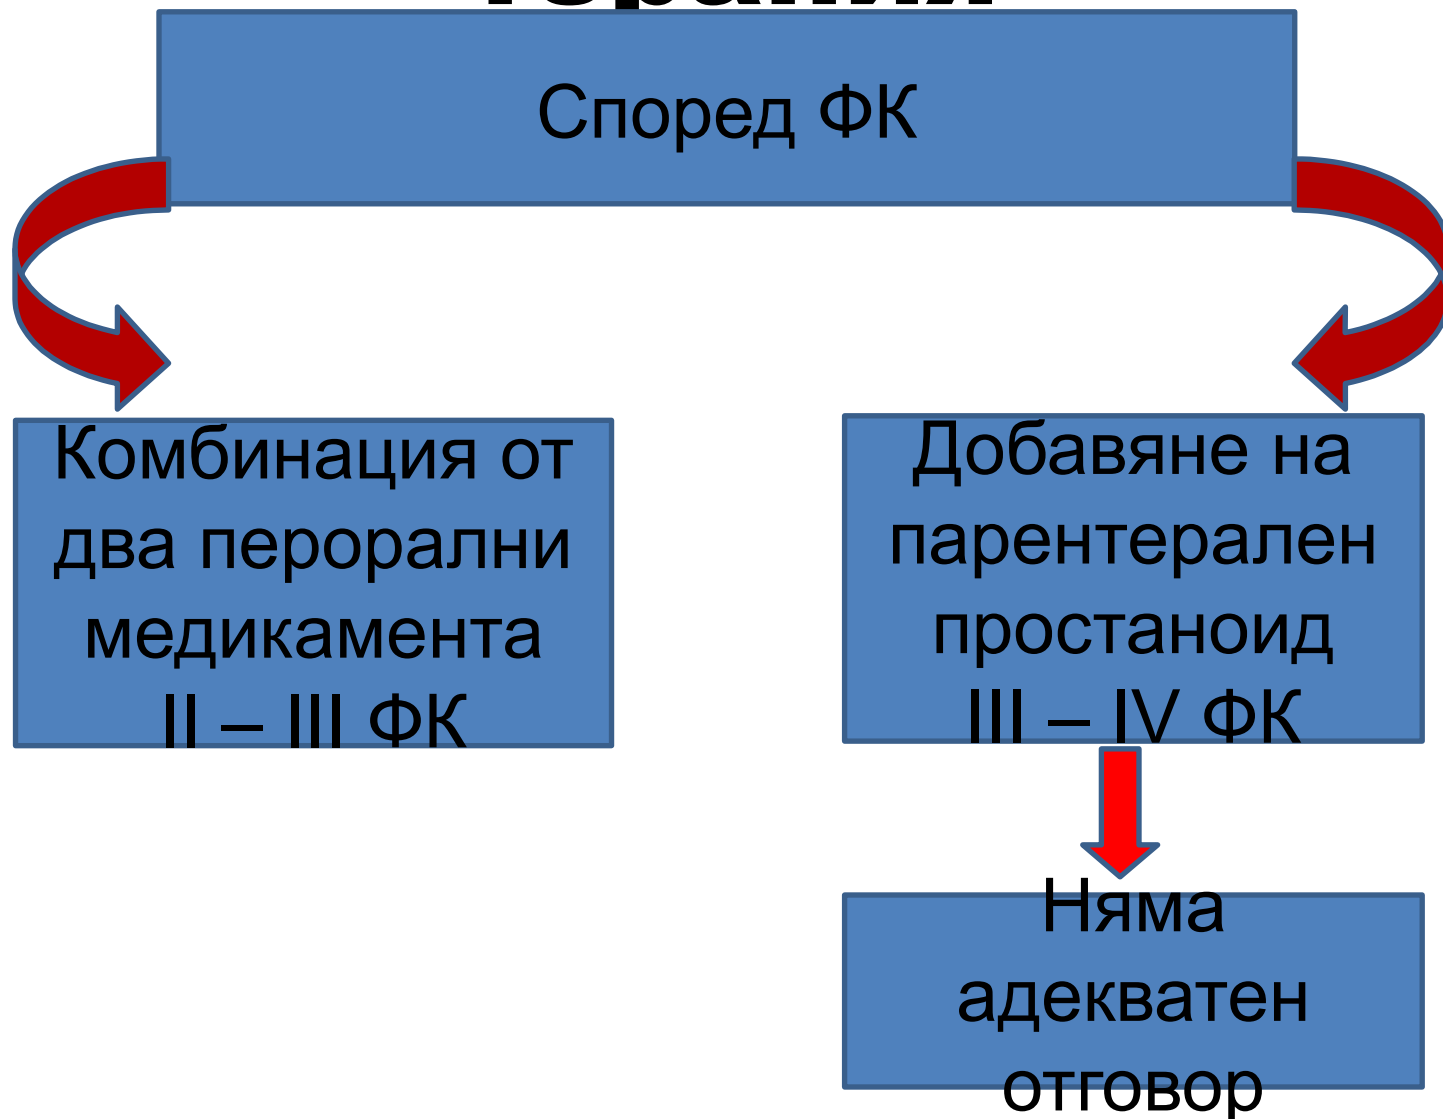 терапия
Според ФК
Комбинация от
два перорални
медикамента
II – III ФК
Добавяне на
парентерален
простаноид
III – IV ФК
Няма
адекватен
отговор